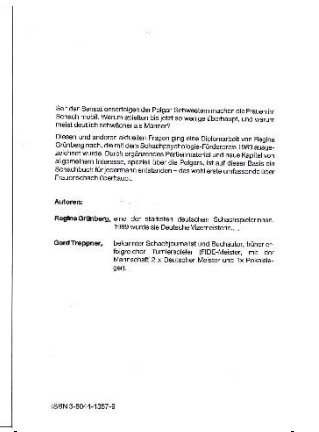 Seit den Sensationserfolgen der Polgar-Schwestern machen die Frauen ihr
Schach mobil. Warum spielten bis jetzt so wenige überhaupt, und warum
meist deutlich schwächer als Männer?
Diesen und anderen aktuellen Fragen ging eine Diplomarbeit von Regina
Grünberg nach, die mit dem Schachpsychologie-Förderpreis 1989 ausge-
zeichnet wurde. Durch ergänzendes Partienmaterial und neue Kapitel von
allgemeinem Interesse, speziell über die Polgars, ist auf dieser Basis ein
Schachbuch für jedermann entstanden – das wohl erste umfassende über
Frauenschach überhaupt.
Autoren:
Regina Grünberg, eine der stärksten deutschen Schachspielerinnen.
1989 wurde sie Deutsche Vizemeisterin.
Gerd Treppner, bekannter Schachjournalist und Buchautor, früher er-
folgreicher Turnierspieler (FIDE-Meister, mit der
Mannschaft 2 x Deutscher Meister und 1x Pokalsie-
ger).
ISBN 3-8044-1357-9